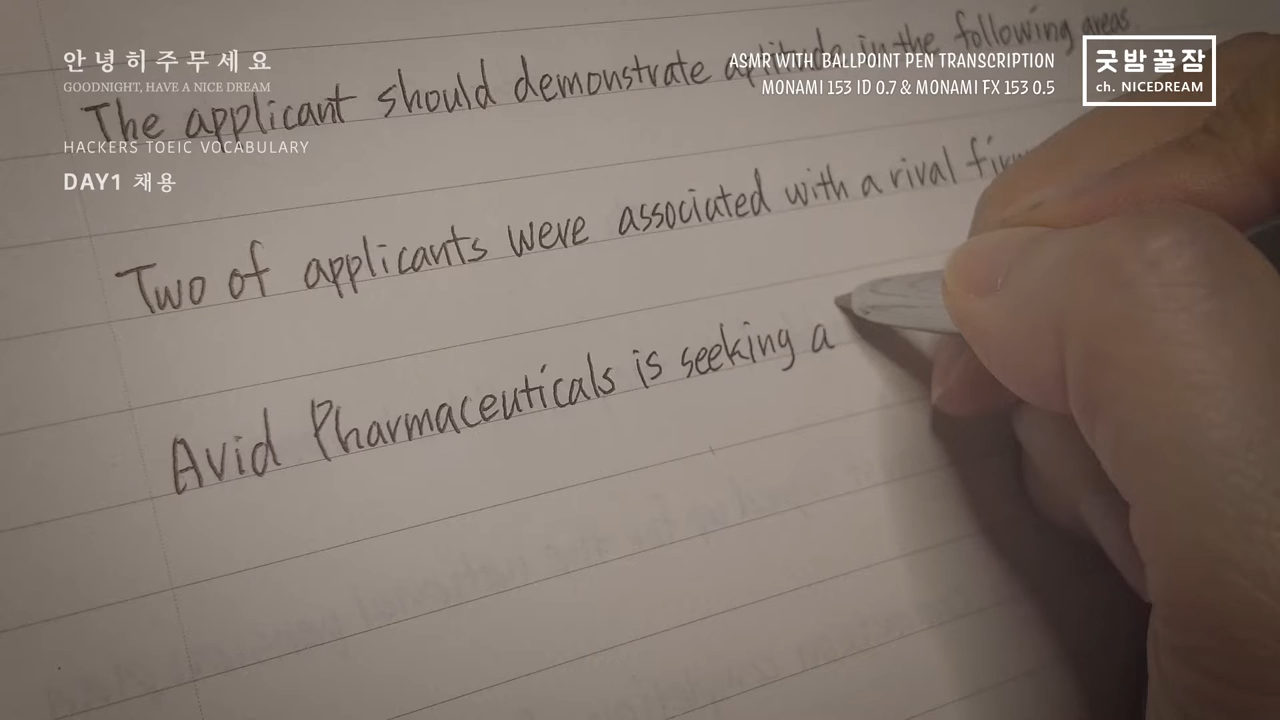 안녕히주무세요
GOODNIGHT, HAVE A NICE DREAM
HACKERS TOEIC VOCABULARY
DAY1 채용
ASMR WITH BALLPOINT PEN TRANSCRIPTION
MONAMI 153 ID 0.7 & MONAMI FX 153 0.5
굿밤꿀잠
ch. NICEDREAM
The applicant should demonstrate aptitude in the following areas
Two of applicants were associated with a rival firm
Avid Pharmaceuticals is seeking a